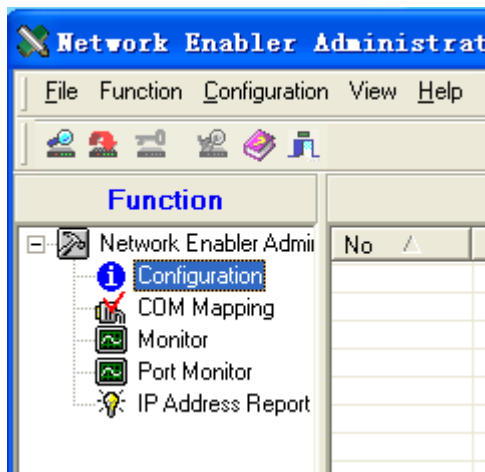 Network Enabler Administrat
File Function Configuration View Help
Function
Network Enabler Admi
No
Configuration
COM Mapping
Monitor
Port Monitor
IP Address Report